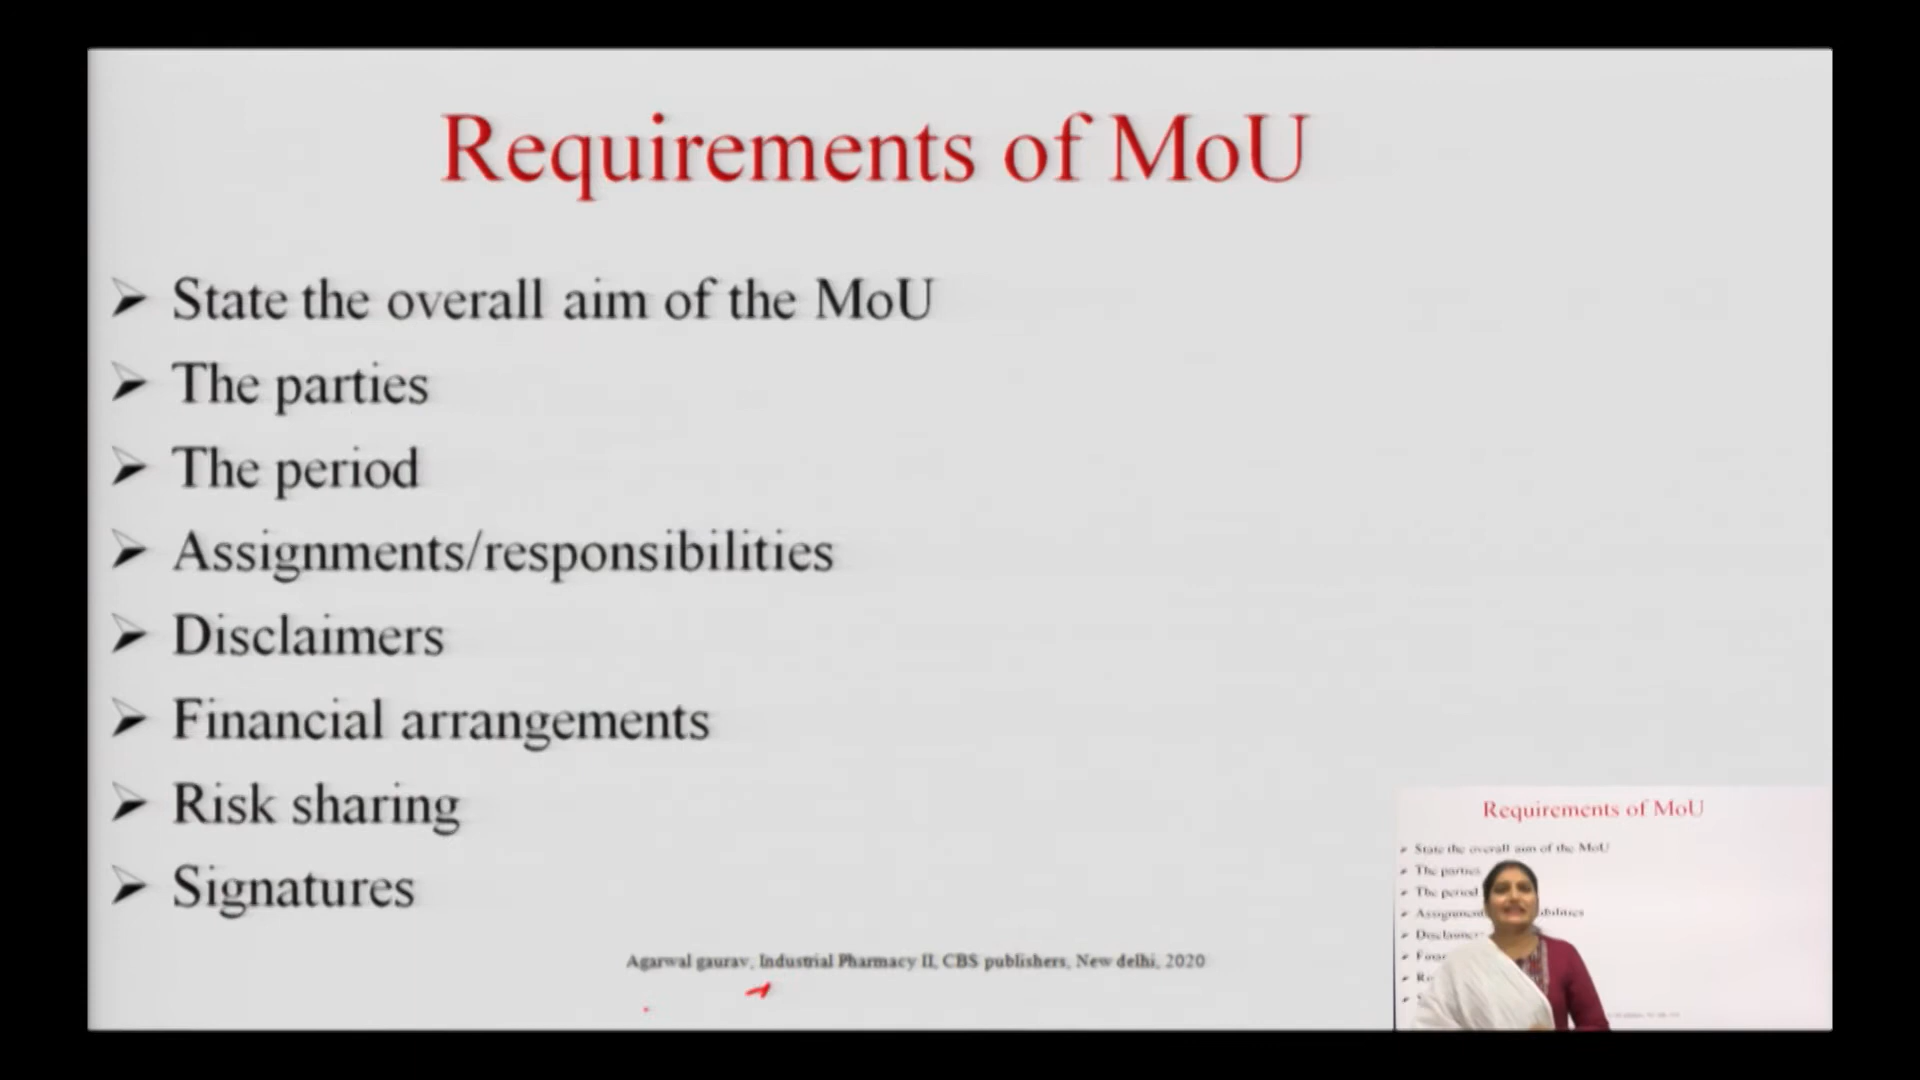 Requirements of MoU
➢ State the overall aim of the MoU
➢ The parties
➢ The period
➢ Assignments/responsibilities
➢ Disclaimers
➢ Financial arrangements
➢ Risk sharing
➢ Signatures
Agarwal gaurav, Industrial Pharmacy II, CBS publishers, New delhi, 2020
Requirements of MoU
➢ State the overall aim of the MoU
➢ The parties
➢ The period